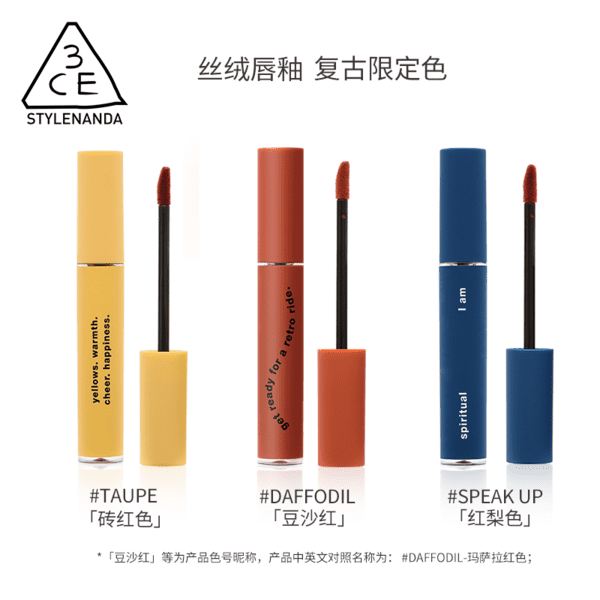 3
CE
STYLENANDA
丝绒唇釉 复古限定色
yellows. warmth.
cheer. happiness.
get ready for a retro ride.
I am
spiritual
#TAUPE
「砖红色」
#DAFFODIL
「豆沙红」
#SPEAK UP
「红梨色」
*「豆沙红」等为产品色号昵称，产品中英文对照名称为： #DAFFODIL-玛萨拉红色；